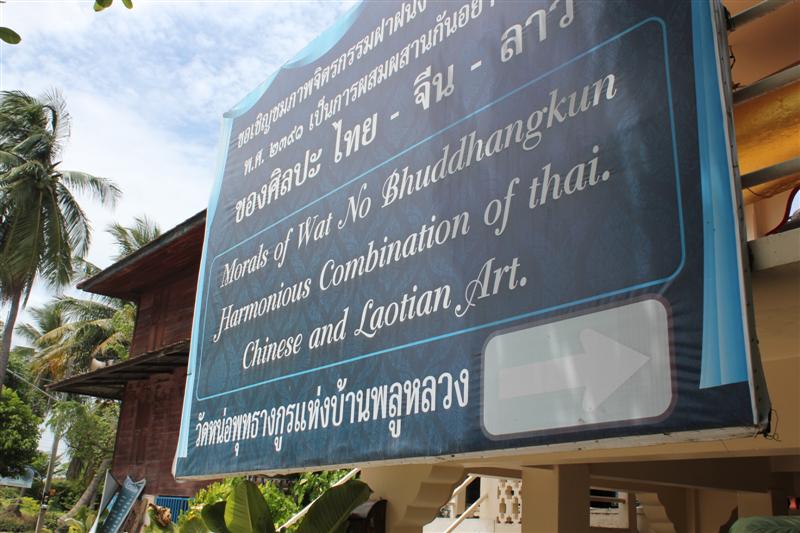 ขอเชิญชมภาพจิตรกรรมฝาผนัง
พ.ศ. ๒๓๙๐ เป็นการผสมผสานกันอย่า
ของศิลปะ ไทย - จีน - ลาว
Morals of Wat No Bhuddhangkun
Harmonious Combination of thai.
Chinese and Laotian Art.
วัดหน่อพุทธางกูรแห่งบ้านพลูหลวง